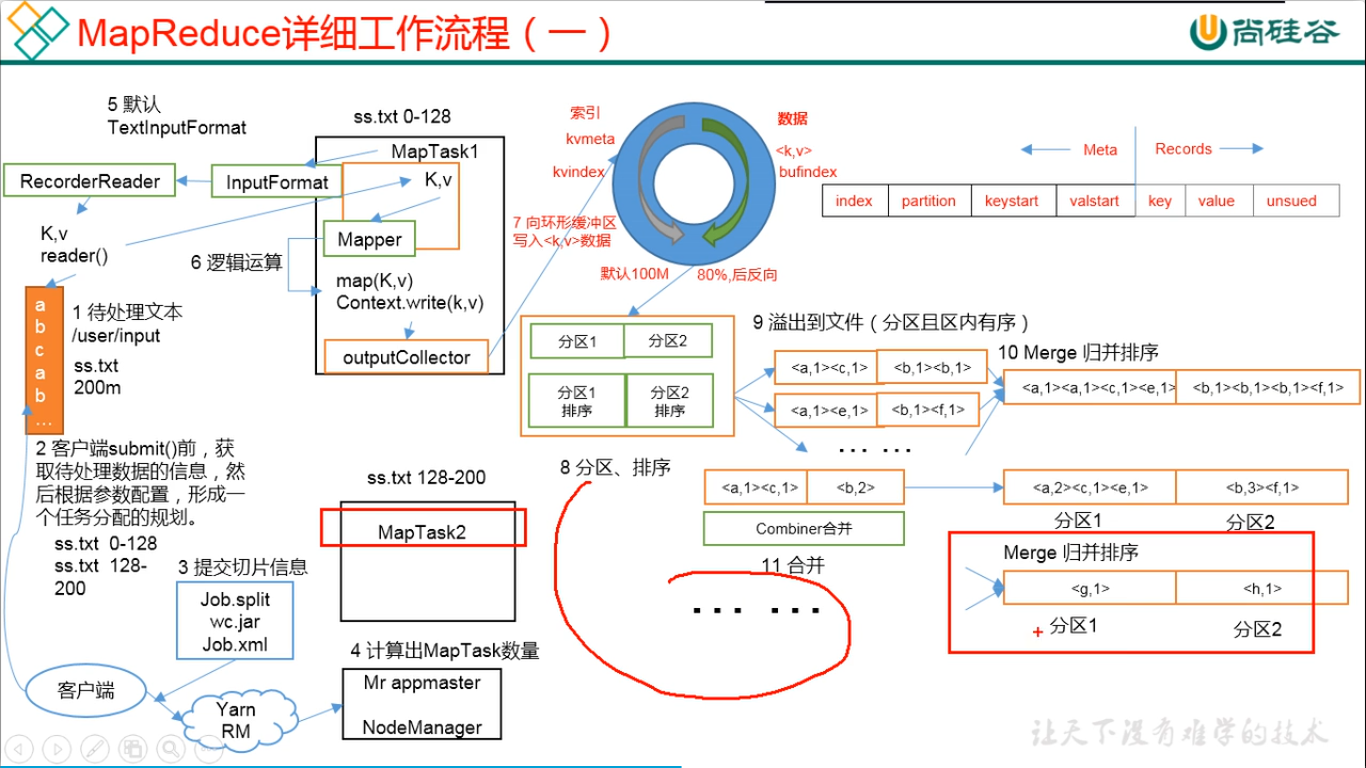 MapReduce详细工作流程（一）
尚硅谷
5 默认
TextInputFormat
ss.txt 0-128
MapTask1
RecorderReader
InputFormat
K,v
K,v
reader()
Mapper
6 逻辑运算
map(K,v)
Context.write(k,v)
outputCollector
索引
kvmeta
kvindex
数据
<k,v>
bufindex
7 向环形缓冲区
写入<k,v>数据
默认100M
80%,后反向
Meta
Records
index
partition
keystart
valstart
key
value
unsued
a
b
c
a
b
...
1 待处理文本
/user/input
ss.txt
200m
分区1
分区2
分区1
排序
分区2
排序
9 溢出到文件（分区且区内有序）
<a,1><c,1>
<b,1><b,1>
<a,1><e,1>
<b,1><f,1>
... ...
10 Merge 归并排序
<a,1><a,1><c,1><e,1>
<b,1><b,1><b,1><f,1>
2 客户端submit()前，获
取待处理数据的信息，然
后根据参数配置，形成一
个任务分配的规划。
ss.txt 0-128
ss.txt 128-
200
ss.txt 128-200
MapTask2
8 分区、排序
<a,1><c,1>
<b,2>
Combiner合并
11 合并
... ...
<a,2><c,1><e,1>
<b,3><f,1>
分区1
分区2
Merge 归并排序
<g,1>
<h,1>
分区1
分区2
3 提交切片信息
Job.split
wc.jar
Job.xml
客户端
Yarn
RM
4 计算出MapTask数量
Mr appmaster
NodeManager
让天下没有难学的技术